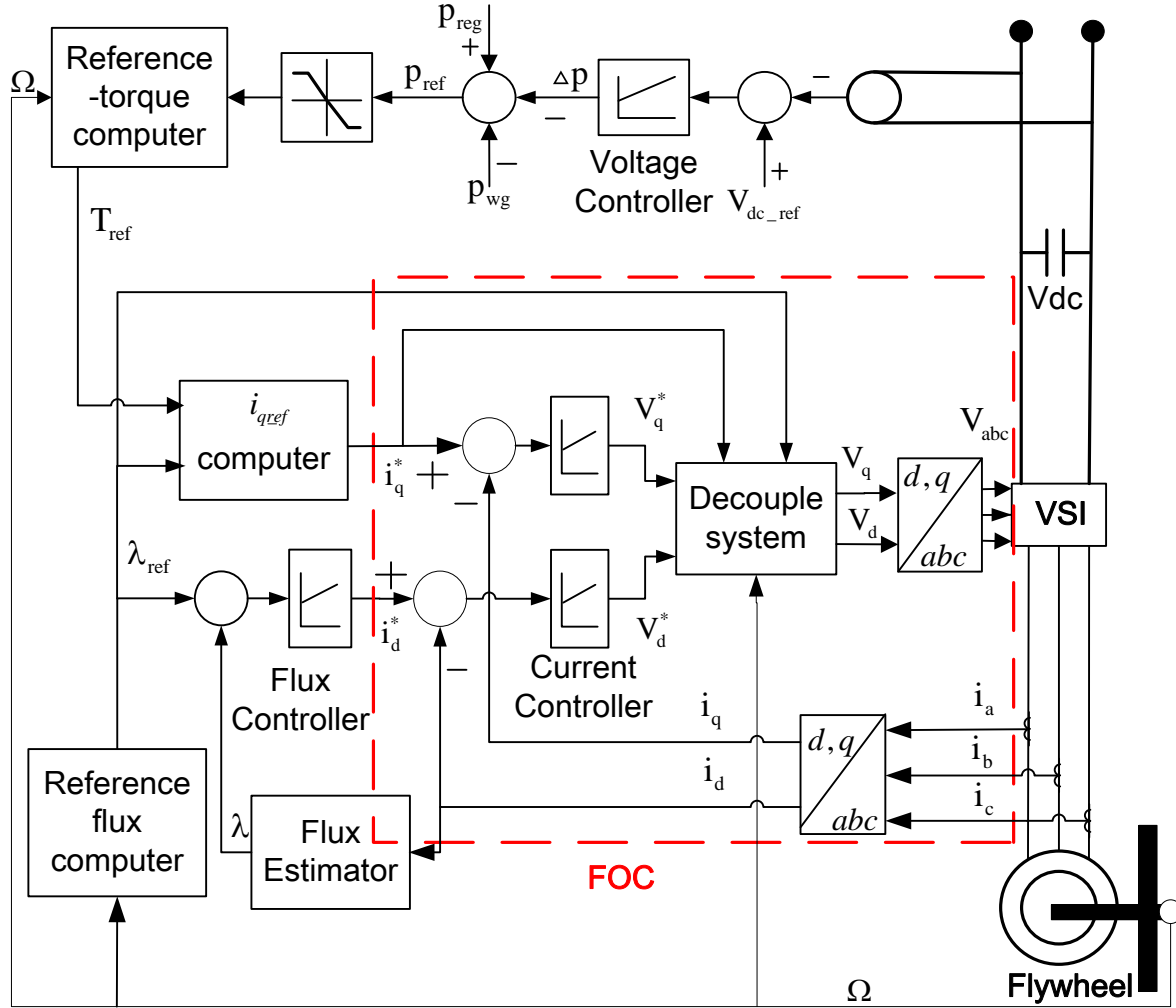 p_reg
+
Ω
Reference
-torque
computer
p_ref
Δp
−
−
p_wg
−
Voltage
Controller
+
V_dc_ref
T_ref
Vdc
i_qref
computer
i_q^*
+
−
V_q^*
V_abc
V_q
V_d
Decouple
system
d,q
abc
VSI
λ_ref
+
i_d^*
−
V_d^*
Flux
Controller
Current
Controller
i_q
i_d
d,q
abc
i_a
i_b
i_c
Reference
flux
computer
λ
Flux
Estimator
FOC
Flywheel
Ω